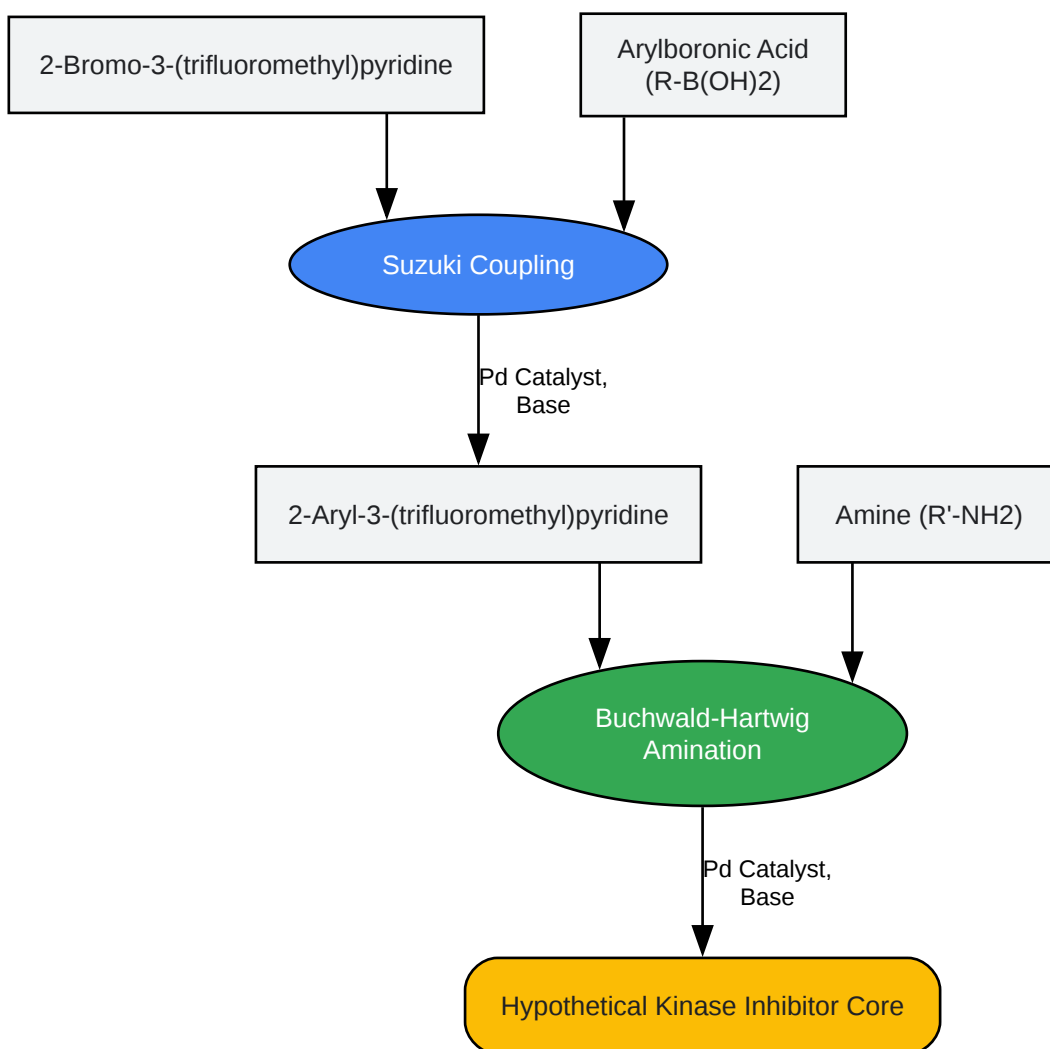 2-Bromo-3-(trifluoromethyl)pyridine
Arylboronic Acid
(R-B(OH)2)
Suzuki Coupling
Pd Catalyst,
Base
2-Aryl-3-(trifluoromethyl)pyridine
Amine (R'-NH2)
Buchwald-Hartwig
Amination
Pd Catalyst,
Base
Hypothetical Kinase Inhibitor Core